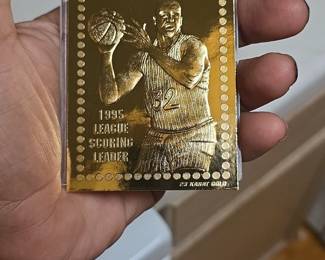 32
1995
LEAGUE
SCORING
LEADER
23 KARAT GOLD